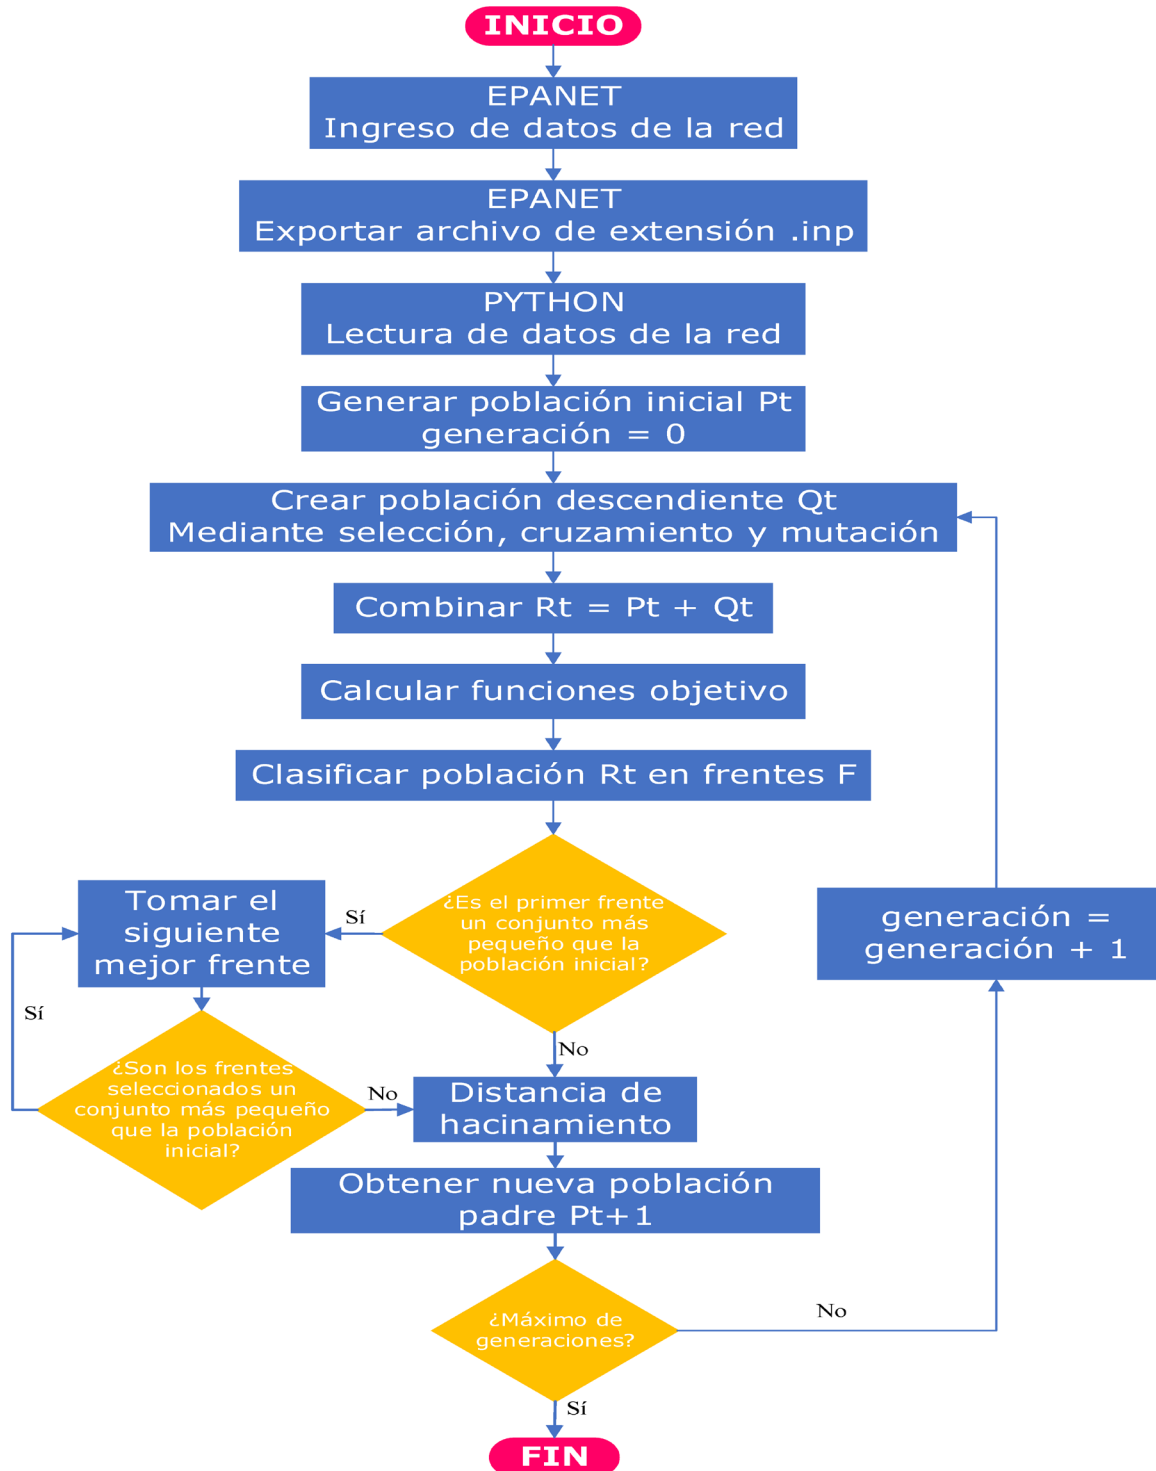 INICIO
EPANET
Ingreso de datos de la red
EPANET
Exportar archivo de extensión .inp
PYTHON
Lectura de datos de la red
Generar población inicial Pt
generación = 0
Crear población descendiente Qt
Mediante selección, cruzamiento y mutación
Combinar Rt = Pt + Qt
Calcular funciones objetivo
Clasificar población Rt en frentes F
¿Es el primer frente
un conjunto más
pequeño que la
población inicial?
Sí
Tomar el
siguiente
mejor frente
generación =
generación + 1
Sí
No
¿Son los frentes
seleccionados un
conjunto más pequeño
que la población
inicial?
No
Distancia de
hacinamiento
Obtener nueva población
padre Pt+1
¿Máximo de
generaciones?
No
Sí
FIN